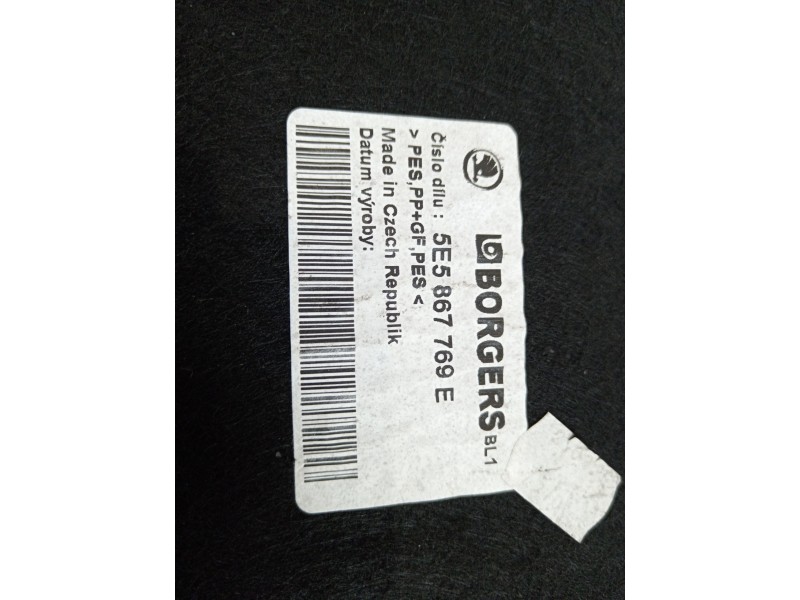 BORGERS BL1
Číslo dílu : 5E5 867 769 E
> PES,PP+GF,PES <
Made in Czech Republik
Datum výroby: